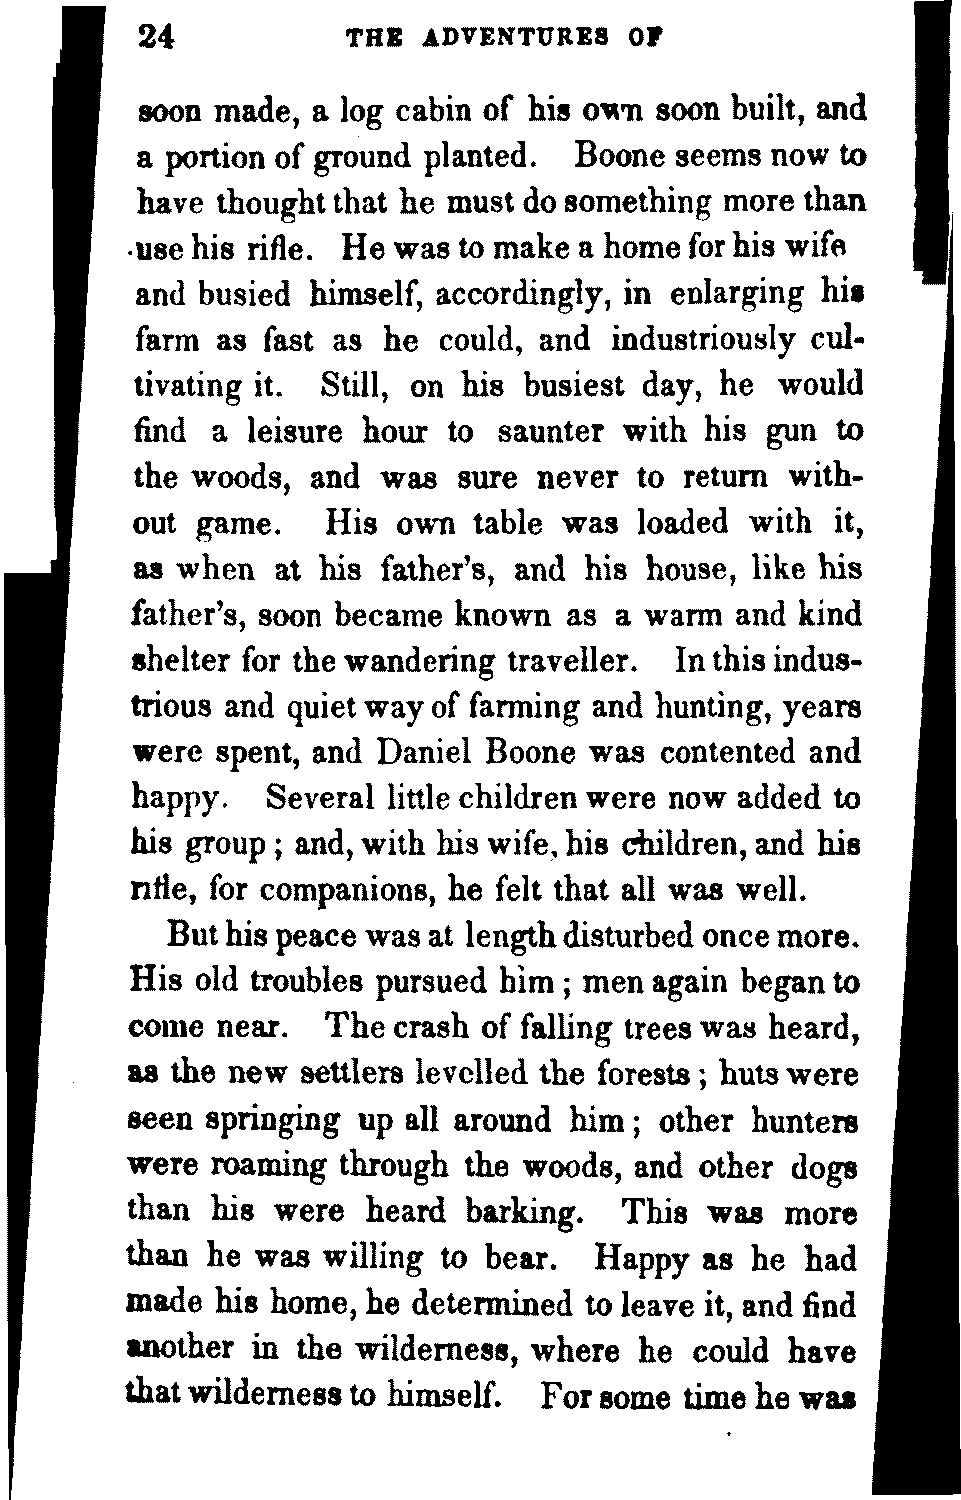 24 THE ADVENTURES OF
soon made, a log cabin of his own soon built, and
a portion of ground planted. Boone seems now to
have thought that he must do something more than
use his rifle. He was to make a home for his wife
and busied himself, accordingly, in enlarging his
farm as fast as he could, and industriously cul-
tivating it. Still, on his busiest day, he would
find a leisure hour to saunter with his gun to
the woods, and was sure never to return with-
out game. His own table was loaded with it,
as when at his father's, and his house, like his
father's, soon became known as a warm and kind
shelter for the wandering traveller. In this indus-
trious and quiet way of farming and hunting, years
were spent, and Daniel Boone was contented and
happy. Several little children were now added to
his group; and, with his wife, his children, and his
rifle, for companions, he felt that all was well.
But his peace was at length disturbed once more.
His old troubles pursued him; men again began to
come near. The crash of falling trees was heard,
as the new settlers levelled the forests; huts were
seen springing up all around him; other hunters
were roaming through the woods, and other dogs
than his were heard barking. This was more
than he was willing to bear. Happy as he had
made his home, he determined to leave it, and find
another in the wilderness, where he could have
that wilderness to himself. For some time he was